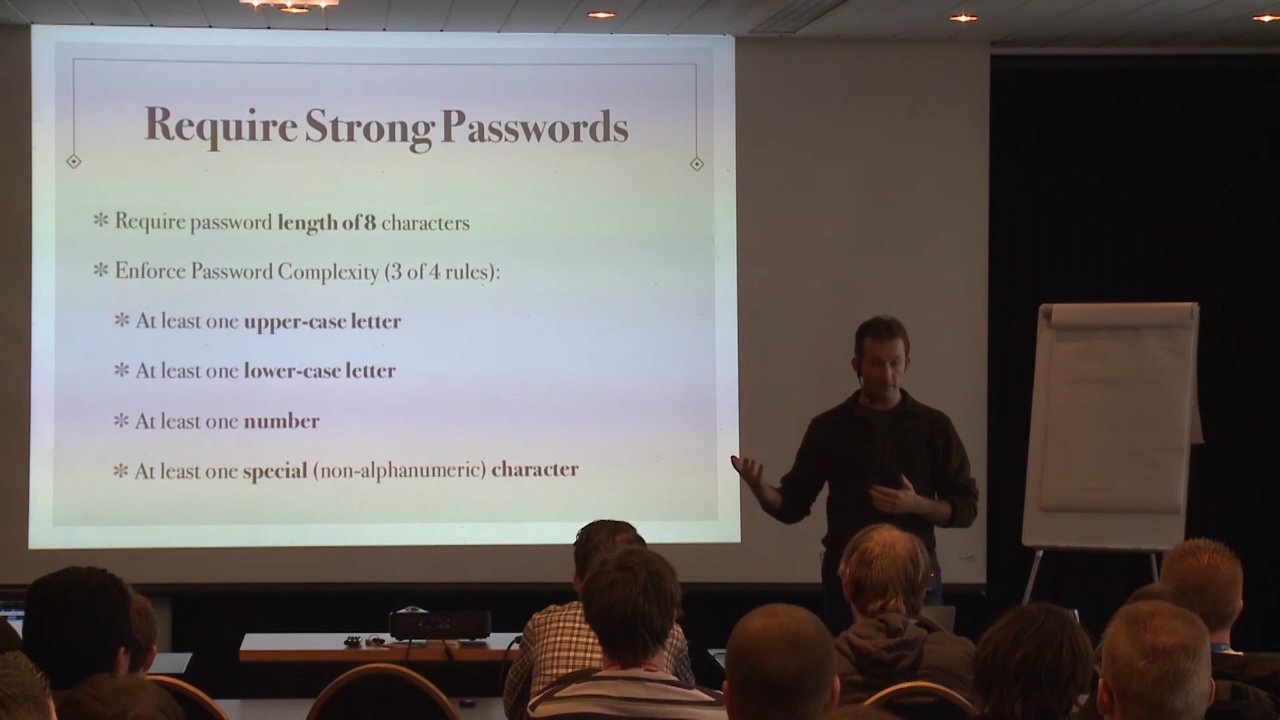 Require Strong Passwords
* Require password length of 8 characters
* Enforce Password Complexity (3 of 4 rules):
* At least one upper-case letter
* At least one lower-case letter
* At least one number
* At least one special (non-alphanumeric) character